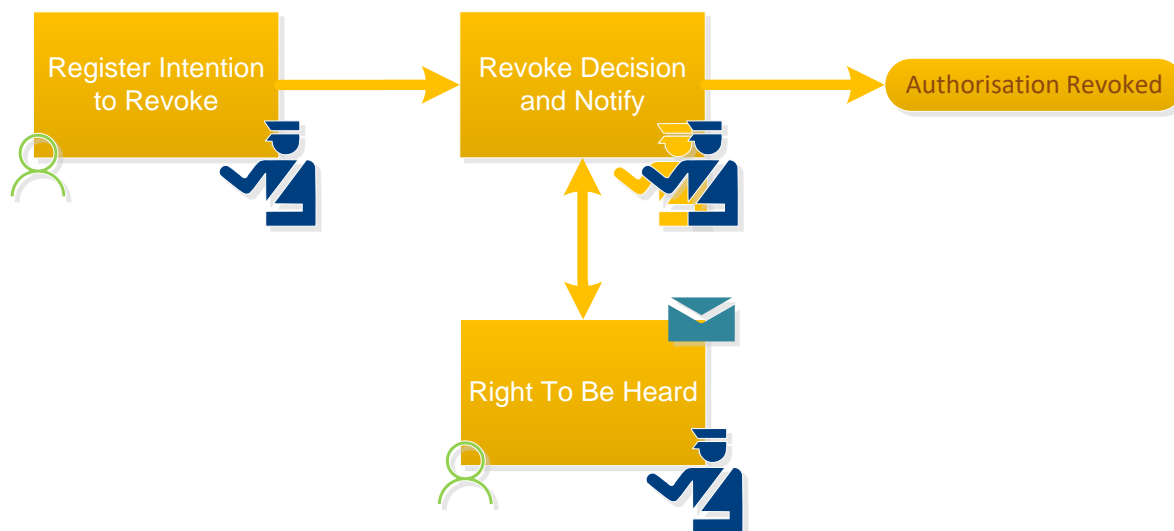 Register Intention
to Revoke
Revoke Decision
and Notify
Authorisation Revoked
Right To Be Heard